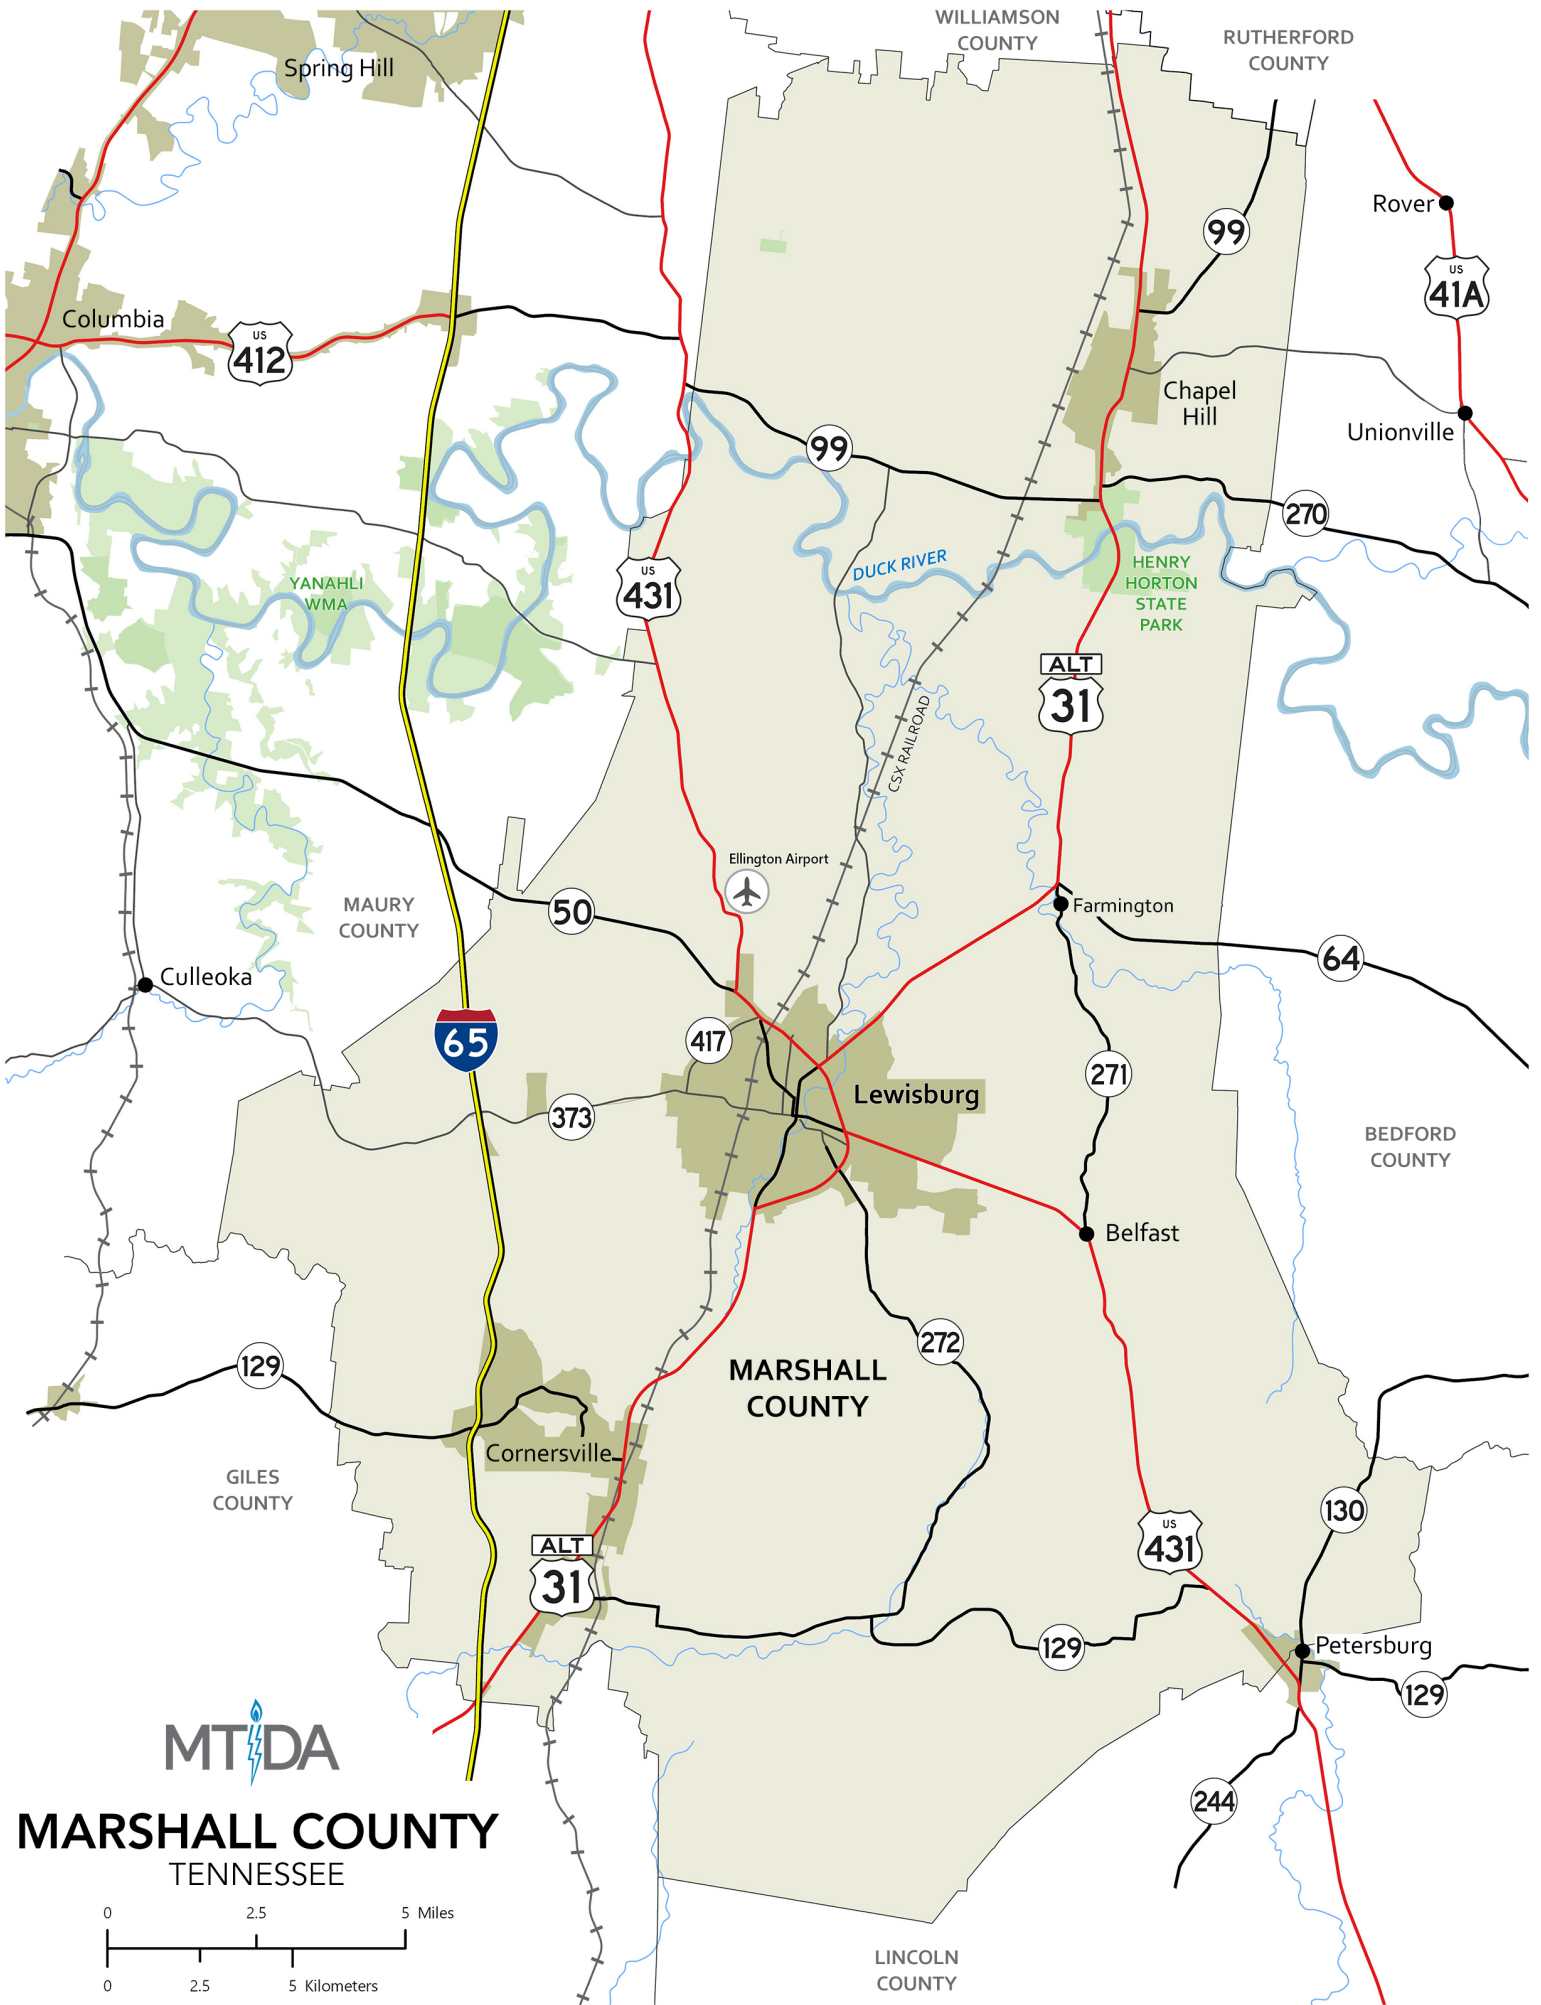 WILLIAMSON
COUNTY
RUTHERFORD
COUNTY
Spring Hill
Rover
99
US
41A
Columbia
US
412
Chapel
Hill
Unionville
99
270
DUCK RIVER
HENRY
HORTON
STATE
PARK
US
431
YANAHLI
WMA
ALT
31
CSX RAILROAD
Ellington Airport
MAURY
COUNTY
50
Farmington
64
Culleoka
65
417
271
Lewisburg
373
BEDFORD
COUNTY
Belfast
129
272
MARSHALL
COUNTY
Cornersville
GILES
COUNTY
130
US
431
ALT
31
129
Petersburg
129
MTiDA
244
MARSHALL COUNTY
TENNESSEE
0 2.5 5 Miles
0 2.5 5 Kilometers
LINCOLN
COUNTY